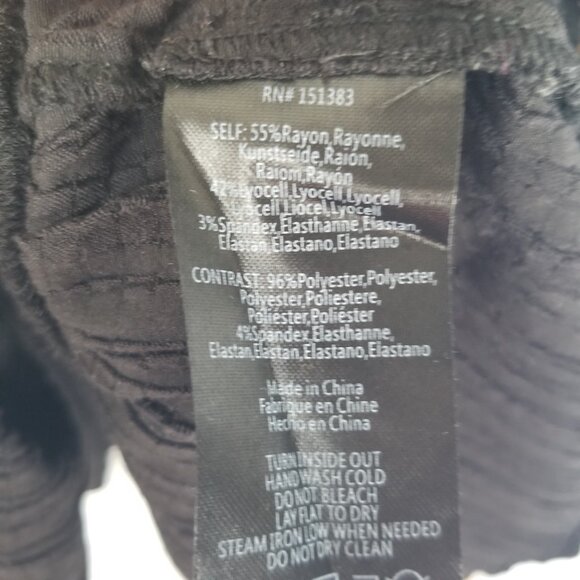 RN# 151383
SELF: 55%Rayon,Rayonne,
Kunstseide,Raión,
Raiom,Rayón
42%Lyocell,Lyocell,Lyocell,
Lyocell,Liocel,Lyocell
3%Spandex,Elasthanne,Elastan,
Elastan,Elastano,Elastano
CONTRAST: 96%Polyester,Polyester,
Polyester,Poliestere,
Poliéster,Poliéster
4%Spandex,Elasthanne,
Elastan,Elastan,Elastano,Elastano
Made in China
Fabriqué en Chine
Hecho en China
TURN INSIDE OUT
HAND WASH COLD
DO NOT BLEACH
LAY FLAT TO DRY
STEAM IRON LOW WHEN NEEDED
DO NOT DRY CLEAN